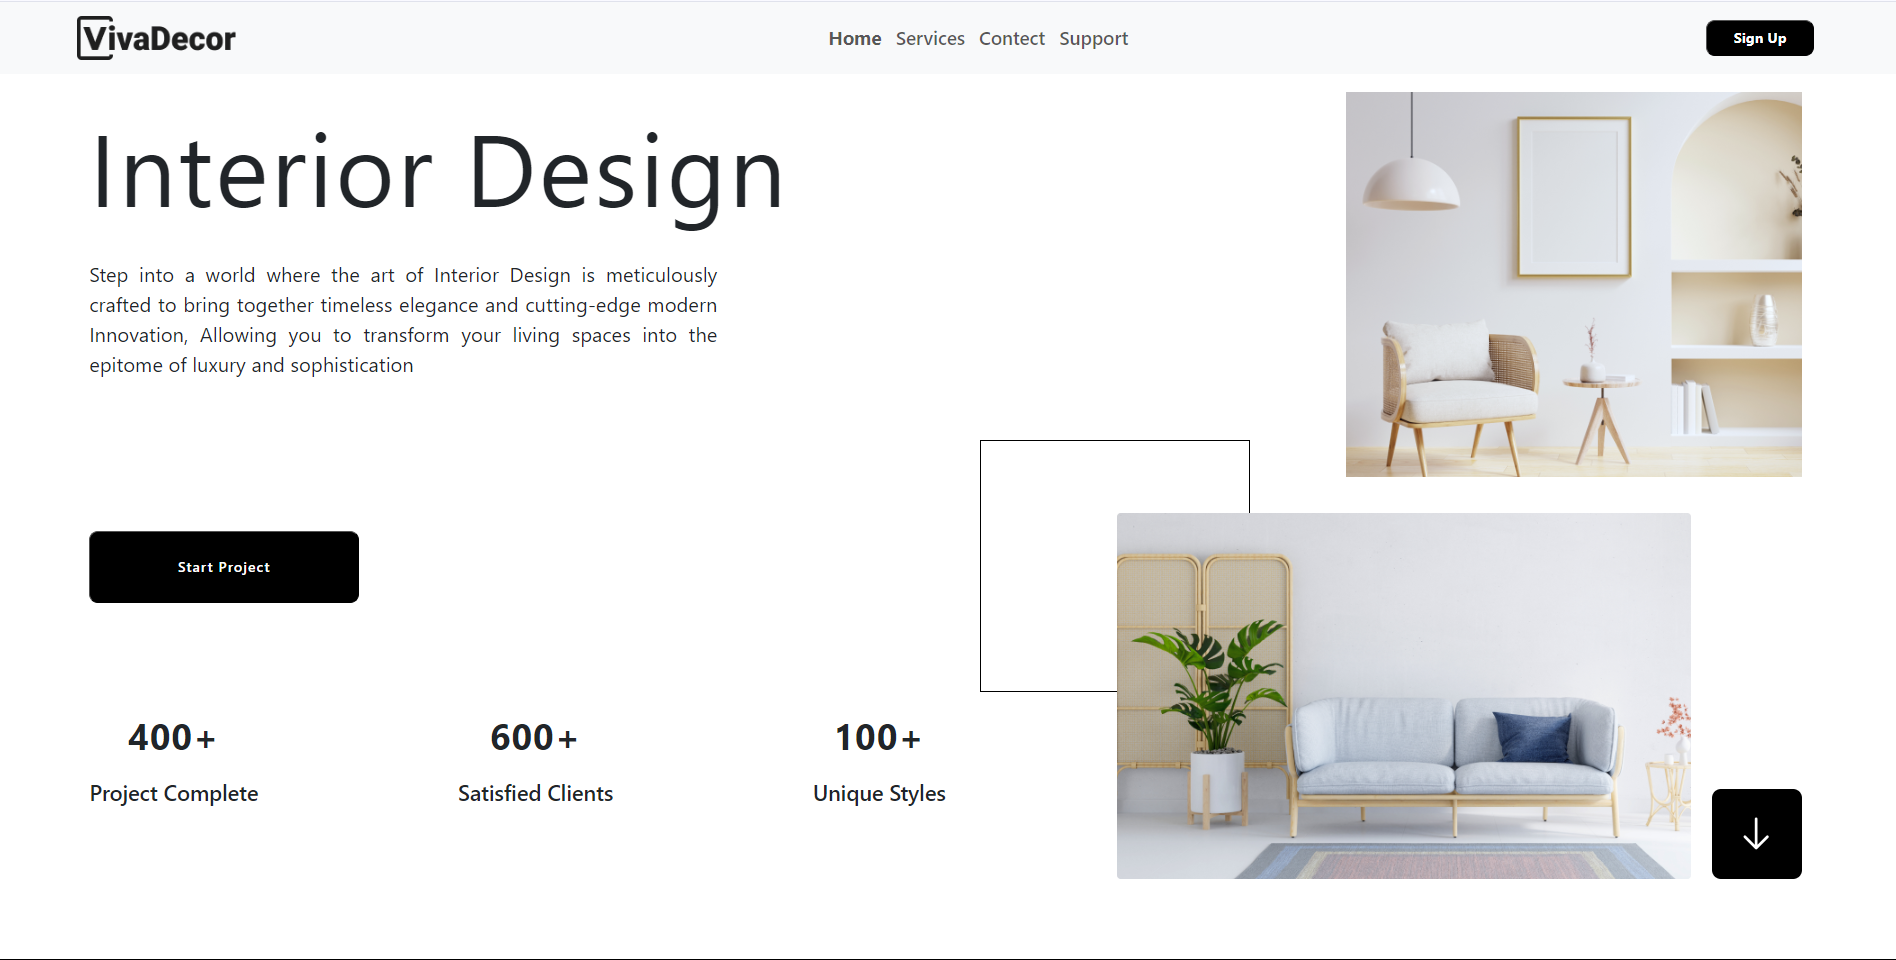 VivaDecor
Home Services Contect Support
Sign Up
Interior Design
Step into a world where the art of Interior Design is meticulously
crafted to bring together timeless elegance and cutting-edge modern
Innovation, Allowing you to transform your living spaces into the
epitome of luxury and sophistication
Start Project
400+
Project Complete
600+
Satisfied Clients
100+
Unique Styles